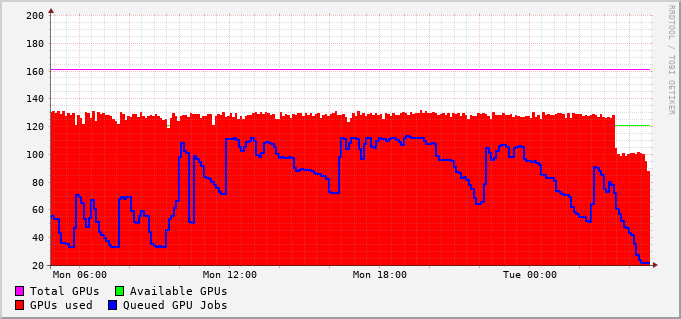 RRDTOOL / TOBI OETIKER
200
180
160
140
120
100
80
60
40
20
Mon 06:00 Mon 12:00 Mon 18:00 Tue 00:00
Total GPUs Available GPUs
GPUs used Queued GPU Jobs